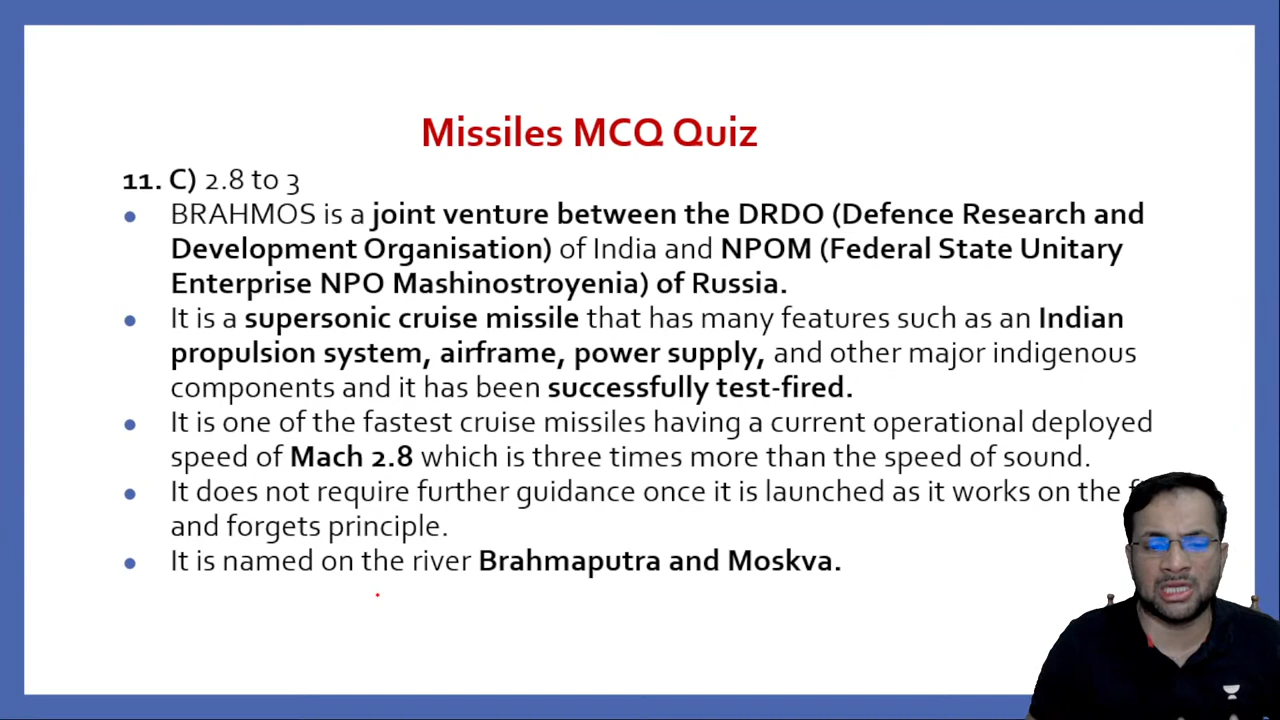 Missiles MCQ Quiz
11. C) 2.8 to 3
• BRAHMOS is a joint venture between the DRDO (Defence Research and
Development Organisation) of India and NPOM (Federal State Unitary
Enterprise NPO Mashinostroyenia) of Russia.
• It is a supersonic cruise missile that has many features such as an Indian
propulsion system, airframe, power supply, and other major indigenous
components and it has been successfully test-fired.
• It is one of the fastest cruise missiles having a current operational deployed
speed of Mach 2.8 which is three times more than the speed of sound.
• It does not require further guidance once it is launched as it works on the
and forgets principle.
• It is named on the river Brahmaputra and Moskva.